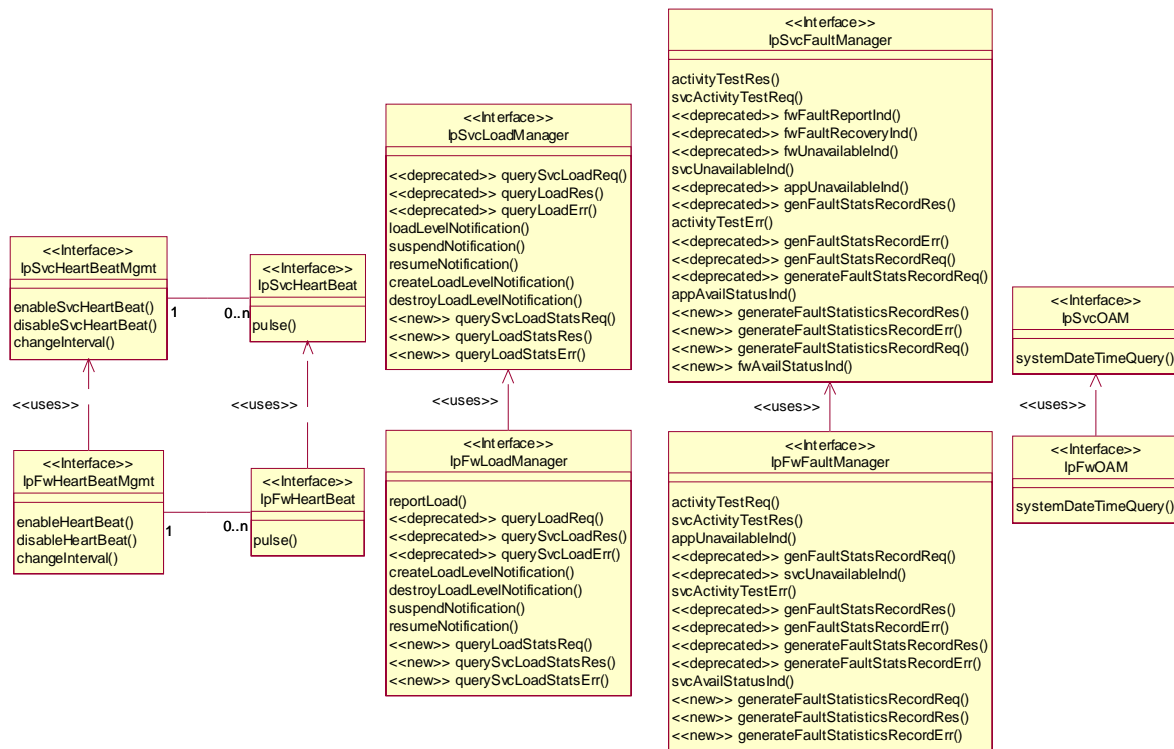 <<Interface>>
IpSvcHeartBeatMgmt
enableSvcHeartBeat()
disableSvcHeartBeat()
changeInterval()
1
0..n
<<Interface>>
IpSvcHeartBeat
pulse()
<<Interface>>
IpSvcLoadManager
<<deprecated>> querySvcLoadReq()
<<deprecated>> queryLoadRes()
<<deprecated>> queryLoadErr()
loadLevelNotification()
suspendNotification()
resumeNotification()
createLoadLevelNotification()
destroyLoadLevelNotification()
<<new>> querySvcLoadStatsReq()
<<new>> queryLoadStatsRes()
<<new>> queryLoadStatsErr()
<<Interface>>
IpSvcFaultManager
activityTestRes()
svcActivityTestReq()
<<deprecated>> fwFaultReportInd()
<<deprecated>> fwFaultRecoveryInd()
<<deprecated>> fwUnavailableInd()
svcUnavailableInd()
<<deprecated>> appUnavailableInd()
<<deprecated>> genFaultStatsRecordRes()
activityTestErr()
<<deprecated>> genFaultStatsRecordErr()
<<deprecated>> genFaultStatsRecordReq()
<<deprecated>> generateFaultStatsRecordReq()
appAvailStatusInd()
<<new>> generateFaultStatisticsRecordRes()
<<new>> generateFaultStatisticsRecordErr()
<<new>> generateFaultStatisticsRecordReq()
<<new>> fwAvailStatusInd()
<<Interface>>
IpSvcOAM
systemDateTimeQuery()
<<uses>>
<<uses>>
<<uses>>
<<uses>>
<<uses>>
<<Interface>>
IpFwHeartBeatMgmt
enableHeartBeat()
disableHeartBeat()
changeInterval()
1
0..n
<<Interface>>
IpFwHeartBeat
pulse()
<<Interface>>
IpFwLoadManager
reportLoad()
<<deprecated>> queryLoadReq()
<<deprecated>> querySvcLoadRes()
<<deprecated>> querySvcLoadErr()
createLoadLevelNotification()
destroyLoadLevelNotification()
suspendNotification()
resumeNotification()
<<new>> queryLoadStatsReq()
<<new>> querySvcLoadStatsRes()
<<new>> querySvcLoadStatsErr()
<<Interface>>
IpFwFaultManager
activityTestReq()
svcActivityTestRes()
appUnavailableInd()
<<deprecated>> genFaultStatsRecordReq()
<<deprecated>> svcUnavailableInd()
svcActivityTestErr()
<<deprecated>> genFaultStatsRecordRes()
<<deprecated>> genFaultStatsRecordErr()
<<deprecated>> generateFaultStatsRecordRes()
<<deprecated>> generateFaultStatsRecordErr()
svcAvailStatusInd()
<<new>> generateFaultStatisticsRecordReq()
<<new>> generateFaultStatisticsRecordRes()
<<new>> generateFaultStatisticsRecordErr()
<<Interface>>
IpFwOAM
systemDateTimeQuery()